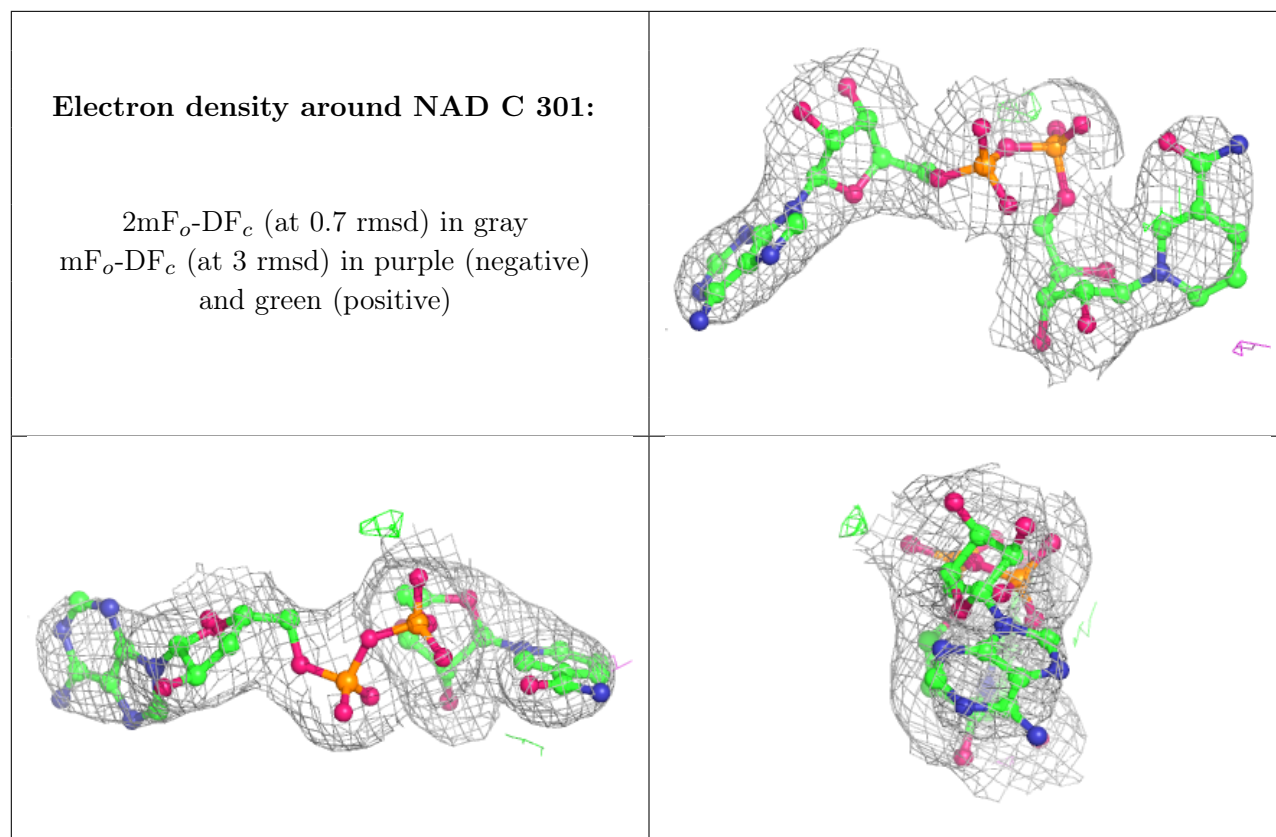 Electron density around NAD C 301:
2mFo-DFc (at 0.7 rmsd) in gray
mFo-DFc (at 3 rmsd) in purple (negative)
and green (positive)